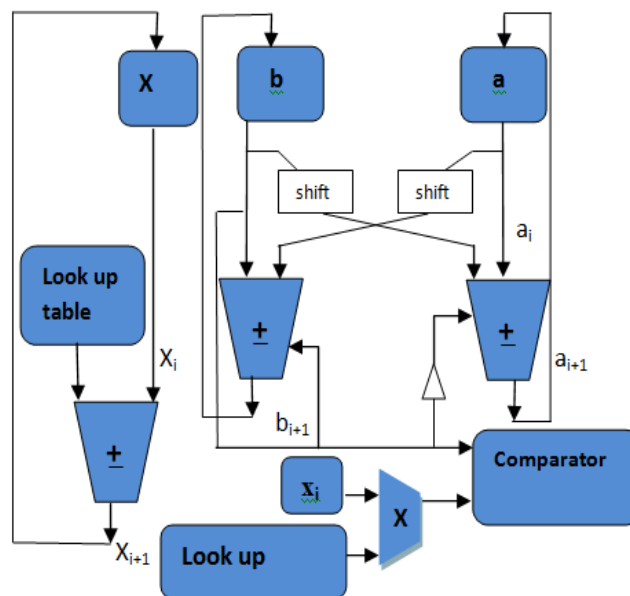 X
b
a
shift
shift
aᵢ
Look up
table
±
±
Xᵢ
aᵢ₊₁
±
bᵢ₊₁
Comparator
xᵢ
X
Xᵢ₊₁
Look up